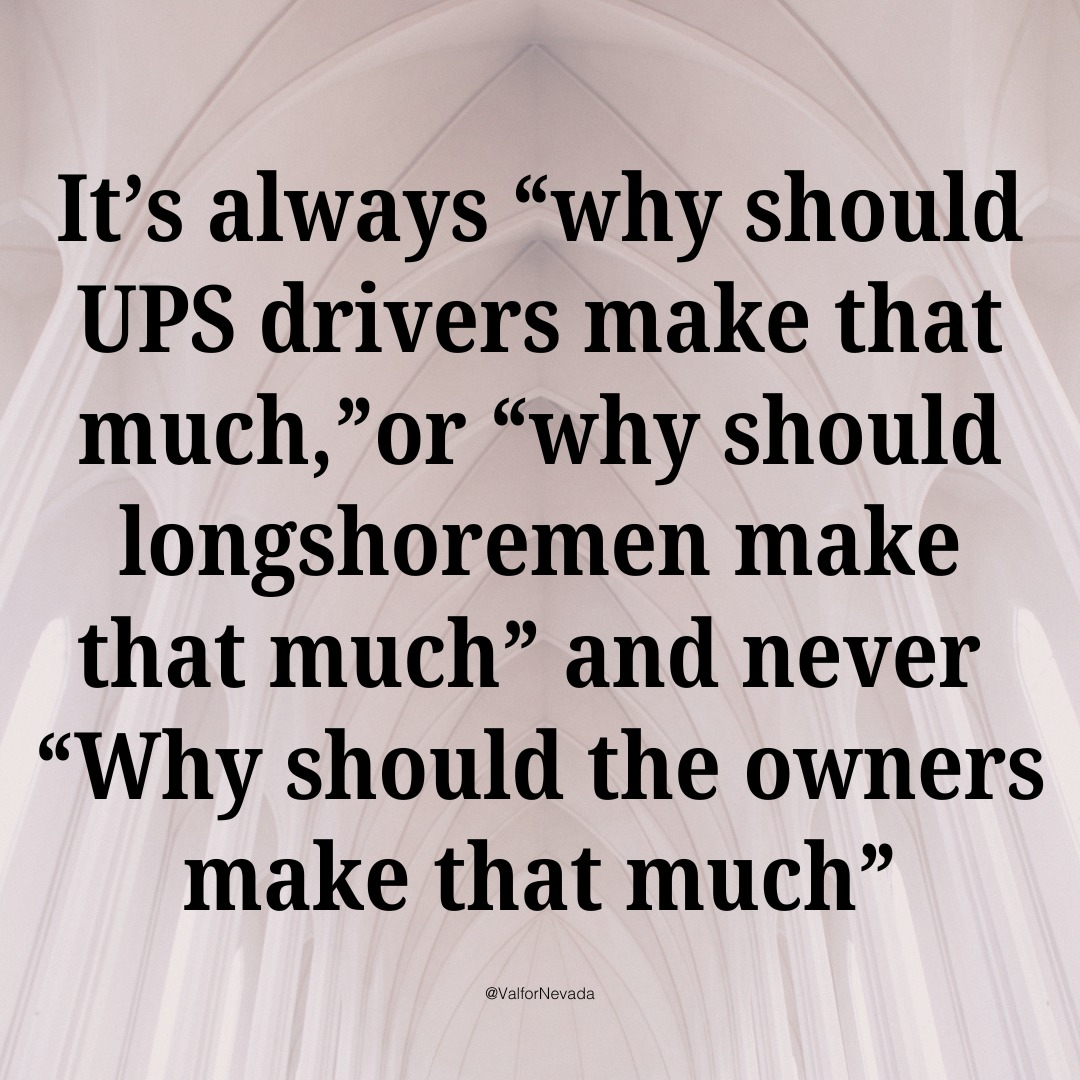 It’s always “why should
UPS drivers make that
much,”or “why should
longshoremen make
that much” and never
“Why should the owners
make that much”
@ValforNevada